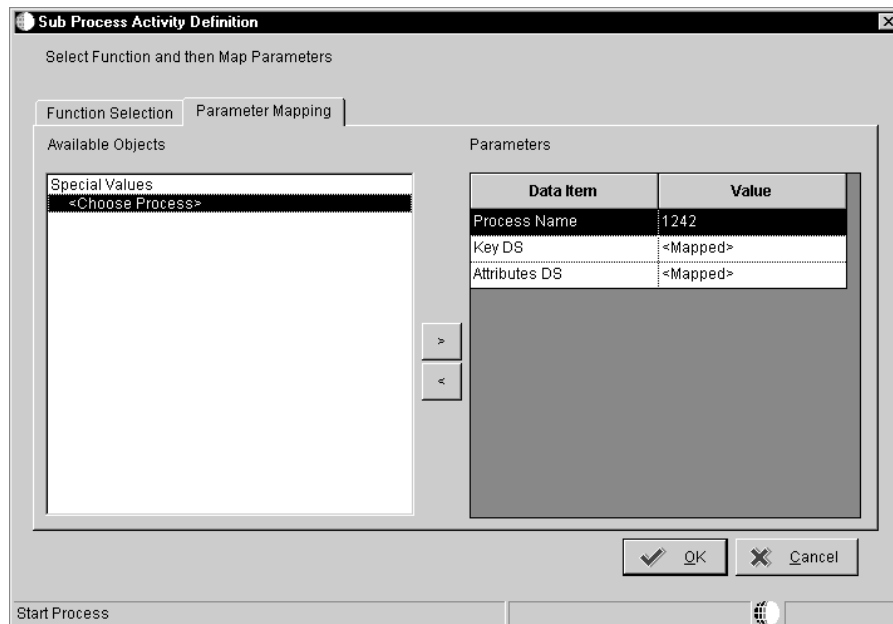 Sub Process Activity Definition
Select Function and then Map Parameters
Function Selection
Parameter Mapping
Available Objects
Special Values
<Choose Process>
>
<
Parameters
Data Item Value
Process Name 1242
Key DS <Mapped>
Attributes DS <Mapped>
OK
Cancel
Start Process